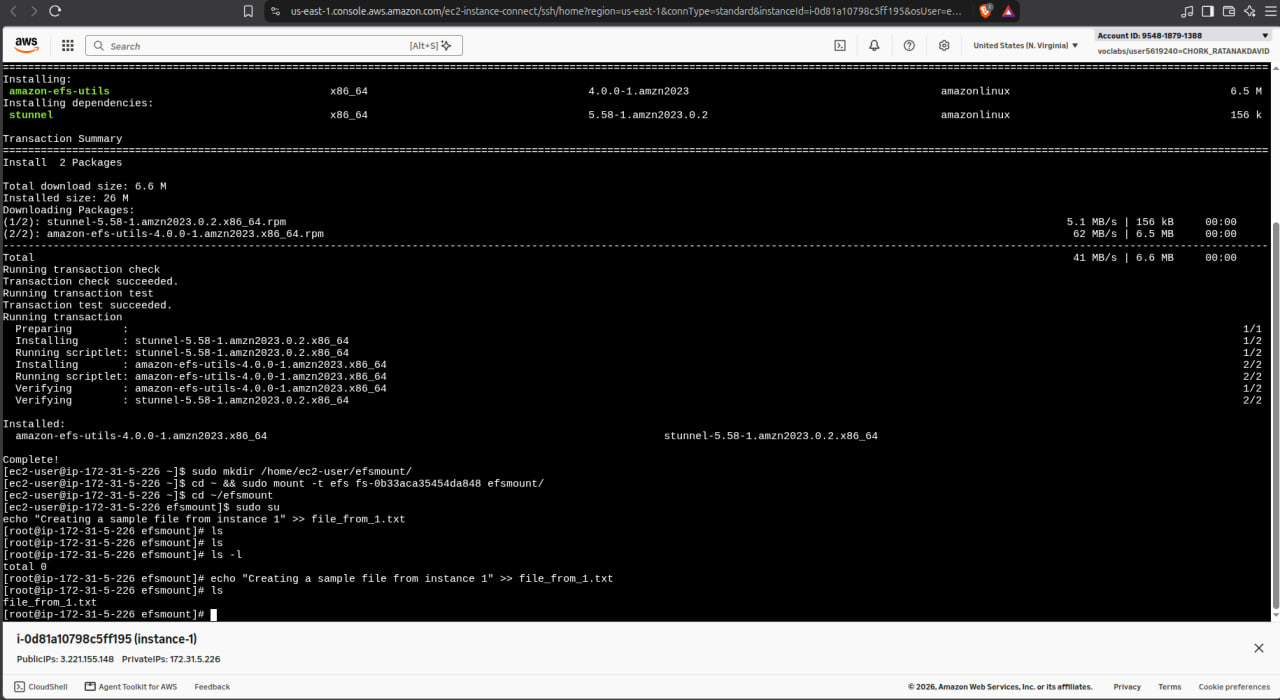 us-east-1.console.aws.amazon.com/ec2-instance-connect/ssh/home?region=us-east-1&connType=standard&instanceId=i-0d81a10798c5ff195&osUser=e...
aws
Search
[Alt+S]
United States (N. Virginia)
Account ID: 9548-1879-1388
voclabs/user5619240=CHORK_RATANAKDAVID
================================================================================
Installing:
amazon-efs-utils x86_64 4.0.0-1.amzn2023 amazonlinux 6.5 M
Installing dependencies:
stunnel x86_64 5.58-1.amzn2023.0.2 amazonlinux 156 k
Transaction Summary
================================================================================
Install  2 Packages
Total download size: 6.6 M
Installed size: 26 M
Downloading Packages:
(1/2): stunnel-5.58-1.amzn2023.0.2.x86_64.rpm 5.1 MB/s | 156 kB 00:00
(2/2): amazon-efs-utils-4.0.0-1.amzn2023.x86_64.rpm 62 MB/s | 6.5 MB 00:00
--------------------------------------------------------------------------------
Total 41 MB/s | 6.6 MB 00:00
Running transaction check
Transaction check succeeded.
Running transaction test
Transaction test succeeded.
Running transaction
Preparing : 1/1
Installing : stunnel-5.58-1.amzn2023.0.2.x86_64 1/2
Running scriptlet: stunnel-5.58-1.amzn2023.0.2.x86_64 1/2
Installing : amazon-efs-utils-4.0.0-1.amzn2023.x86_64 2/2
Running scriptlet: amazon-efs-utils-4.0.0-1.amzn2023.x86_64 2/2
Verifying : amazon-efs-utils-4.0.0-1.amzn2023.x86_64 1/2
Verifying : stunnel-5.58-1.amzn2023.0.2.x86_64 2/2
Installed:
amazon-efs-utils-4.0.0-1.amzn2023.x86_64 stunnel-5.58-1.amzn2023.0.2.x86_64
Complete!
[ec2-user@ip-172-31-5-226 ~]$ sudo mkdir /home/ec2-user/efsmount/
[ec2-user@ip-172-31-5-226 ~]$ cd ~ && sudo mount -t efs fs-0b33aca35454da848 efsmount/
[ec2-user@ip-172-31-5-226 ~]$ cd ~/efsmount
[ec2-user@ip-172-31-5-226 efsmount]$ sudo su
echo "Creating a sample file from instance 1" >> file_from_1.txt
[root@ip-172-31-5-226 efsmount]# ls
[root@ip-172-31-5-226 efsmount]# ls
[root@ip-172-31-5-226 efsmount]# ls -l
total 0
[root@ip-172-31-5-226 efsmount]# echo "Creating a sample file from instance 1" >> file_from_1.txt
[root@ip-172-31-5-226 efsmount]# ls
file_from_1.txt
[root@ip-172-31-5-226 efsmount]#
i-0d81a10798c5ff195 (instance-1)
PublicIPs: 3.221.155.148 PrivateIPs: 172.31.5.226
CloudShell Agent Toolkit for AWS Feedback © 2026, Amazon Web Services, Inc. or its affiliates. Privacy Terms Cookie preferences